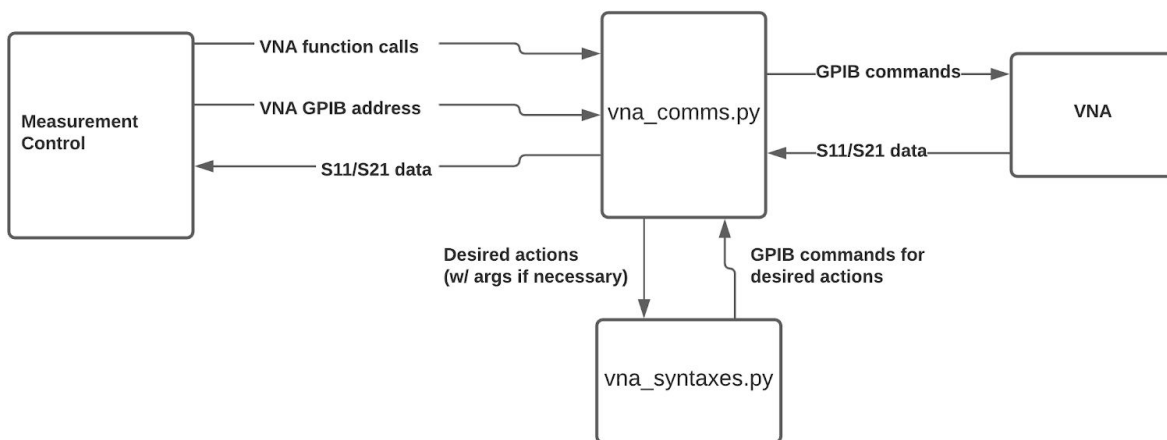 VNA function calls
VNA GPIB address
S11/S21 data
Measurement
Control
vna_comms.py
GPIB commands
S11/S21 data
VNA
Desired actions
(w/ args if necessary)
GPIB commands for
desired actions
vna_syntaxes.py